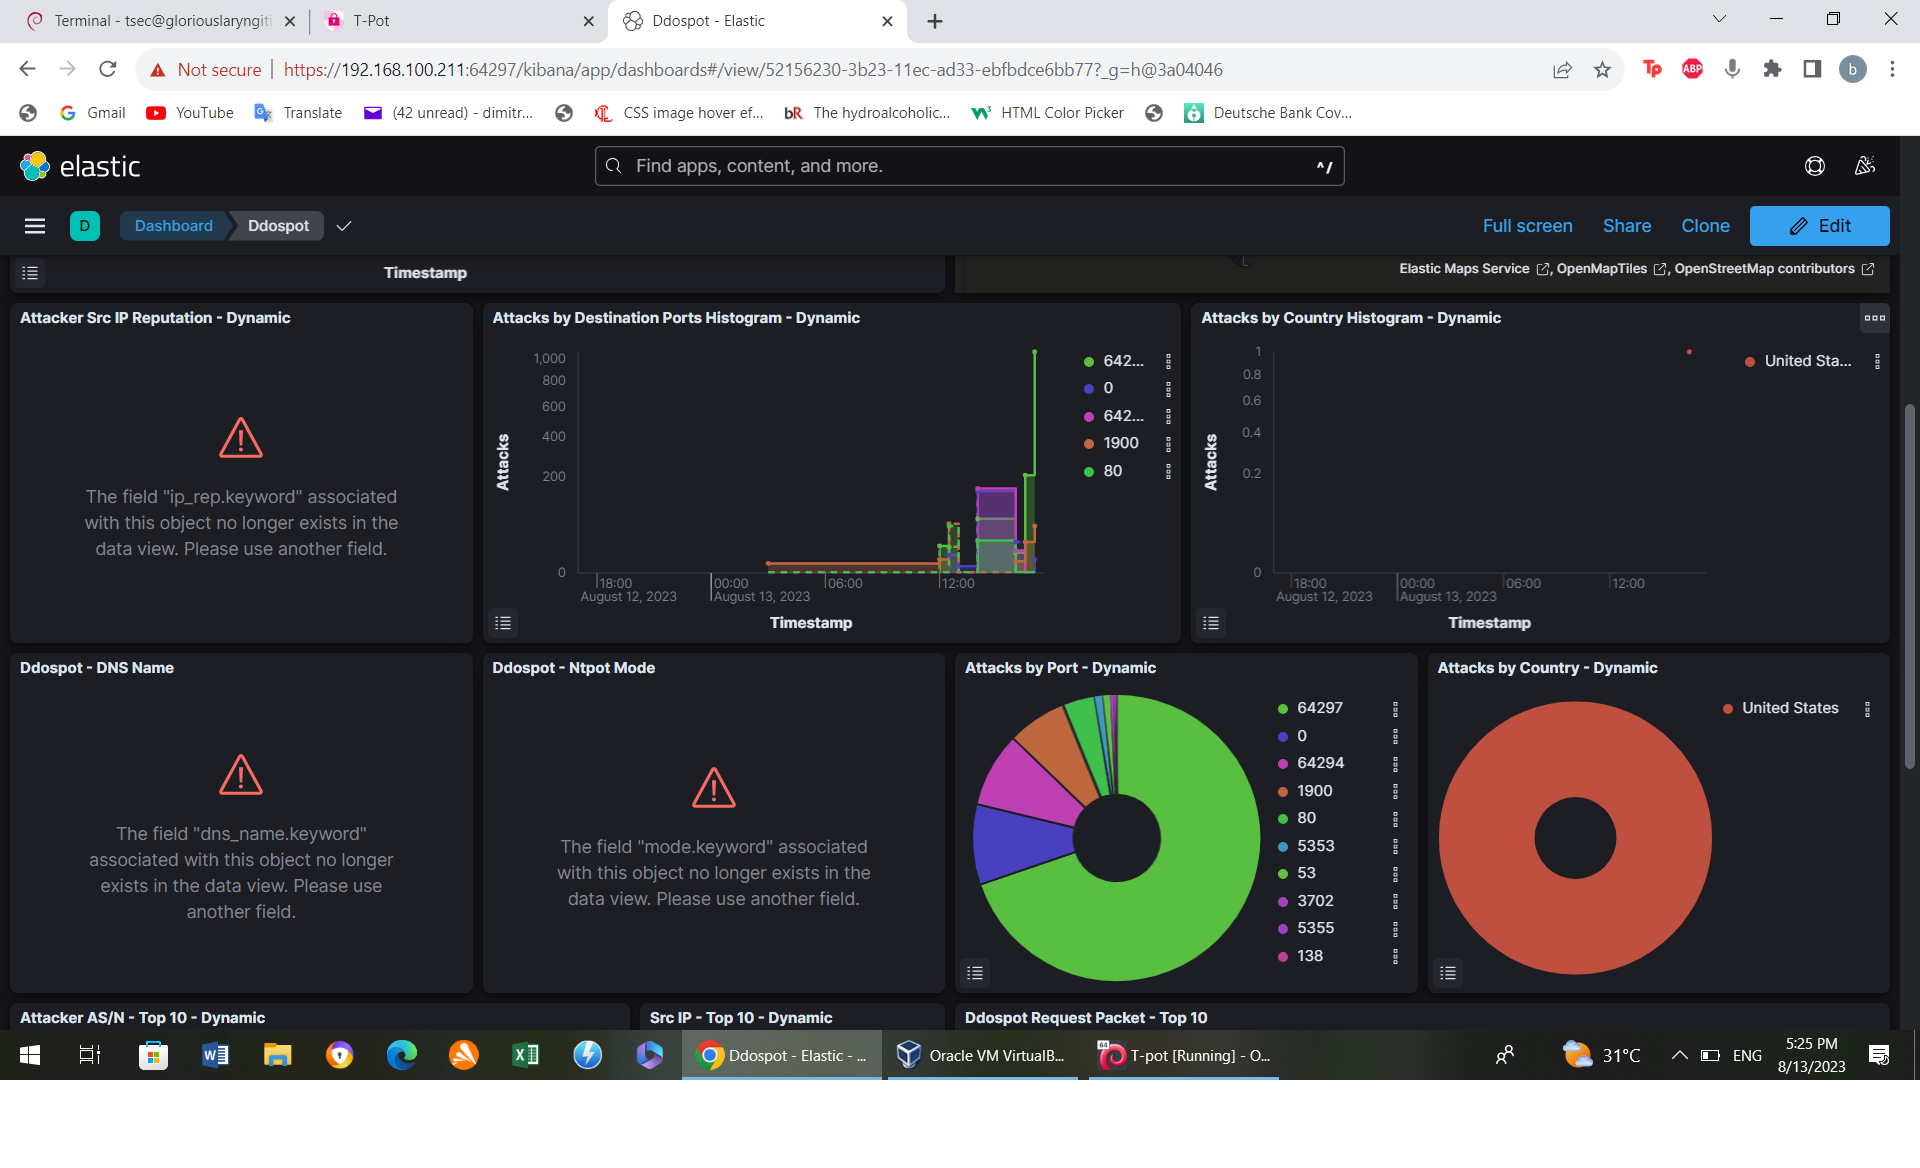 Terminal - tsec@gloriouslaryngiti
T-Pot
Ddospot - Elastic
Not secure
https://192.168.100.211:64297/kibana/app/dashboards#/view/52156230-3b23-11ec-ad33-ebfbdce6bb77?_g=h@3a04046
Tp
ABP
b
Gmail
YouTube
Translate
(42 unread) - dimitr...
CSS image hover ef...
bR
The hydroalcoholic...
HTML Color Picker
Deutsche Bank Cov...
elastic
Find apps, content, and more.
^/
D
Dashboard
Ddospot
Full screen
Share
Clone
Edit
Timestamp
Elastic Maps Service , OpenMapTiles , OpenStreetMap contributors
Attacker Src IP Reputation - Dynamic
The field "ip_rep.keyword" associated
with this object no longer exists in the
data view. Please use another field.
Attacks by Destination Ports Histogram - Dynamic
Attacks
1,000
800
600
400
200
0
18:00
August 12, 2023
00:00
August 13, 2023
06:00
12:00
Timestamp
642...
0
642...
1900
80
Attacks by Country Histogram - Dynamic
Attacks
1
0.8
0.6
0.4
0.2
0
18:00
August 12, 2023
00:00
August 13, 2023
06:00
12:00
Timestamp
United Sta...
Ddospot - DNS Name
The field "dns_name.keyword"
associated with this object no longer
exists in the data view. Please use
another field.
Ddospot - Ntpot Mode
The field "mode.keyword" associated
with this object no longer exists in the
data view. Please use another field.
Attacks by Port - Dynamic
64297
0
64294
1900
80
5353
53
3702
5355
138
Attacks by Country - Dynamic
United States
Attacker AS/N - Top 10 - Dynamic
Src IP - Top 10 - Dynamic
Ddospot Request Packet - Top 10
Ddospot - Elastic - ...
Oracle VM VirtualB...
64
T-pot [Running] - O...
31°C
ENG
5:25 PM
8/13/2023